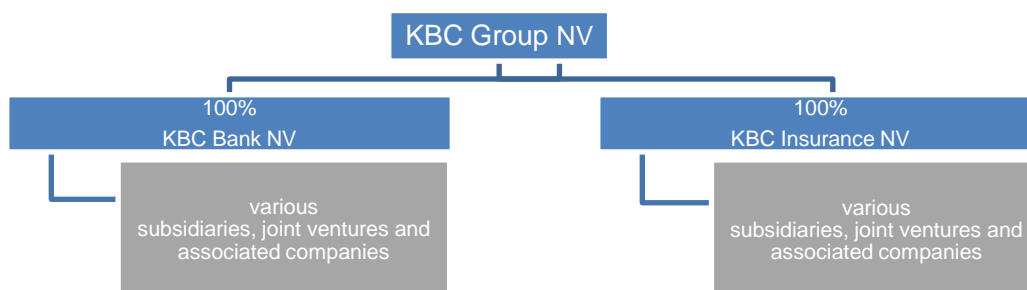 KBC Group NV
100%
KBC Bank NV
100%
KBC Insurance NV
various
subsidiaries, joint ventures and
associated companies
various
subsidiaries, joint ventures and
associated companies